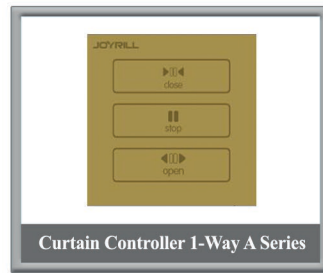 JOYRILL
close
stop
open
Curtain Controller 1-Way A Series